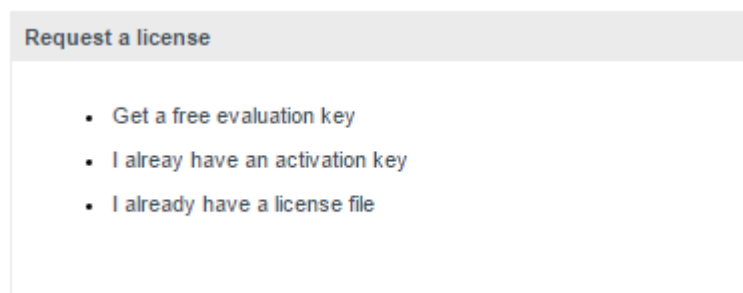 Request a license
Get a free evaluation key
I alreay have an activation key
I already have a license file